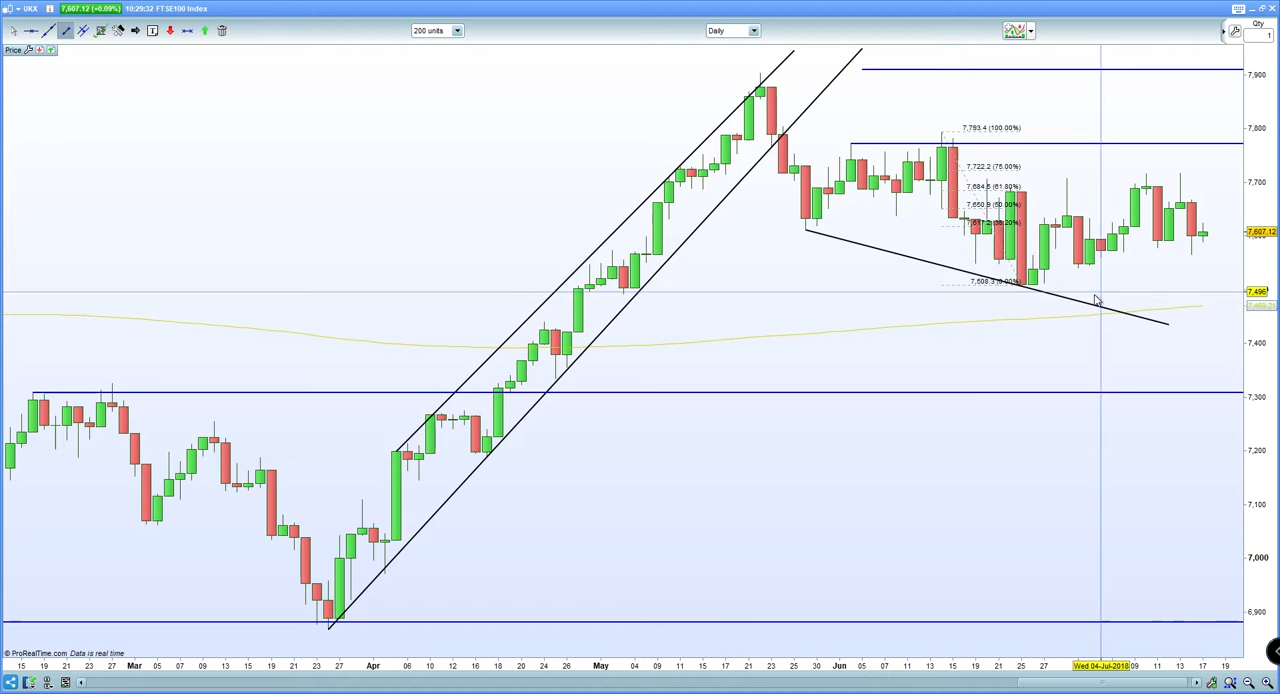 UKX 7,607.12 (+0.09%) 10:29:32 FTSE100 Index
200 units
Daily
Qty
1
Price
7,900
7,800
7,700
7,607.12
7,496
7,400
7,300
7,200
7,100
7,000
6,900
7,793.4 (100.00%)
7,722.2 (75.00%)
7,684.5 (61.80%)
7,650.9 (50.00%)
7,508.3 (0.00%)
© ProRealTime.com Data is real time
15 19 21 23 27 Mar 05 07 09 13 15 19 21 23 27 Apr 06 10 12 16 18 20 24 26 May 04 09 11 15 17 21 23 25 30 Jun 05 07 11 13 15 19 21 25 27 Wed 04-Jul-2018 09 11 13 17 19